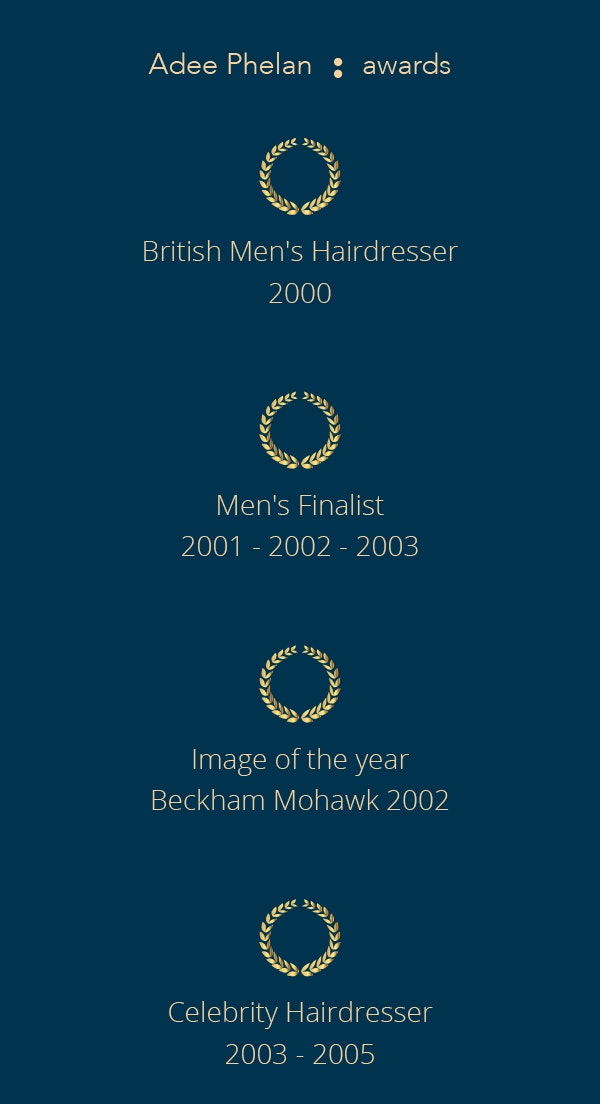 Adee Phelan : awards
British Men's Hairdresser
2000
Men's Finalist
2001 - 2002 - 2003
Image of the year
Beckham Mohawk 2002
Celebrity Hairdresser
2003 - 2005